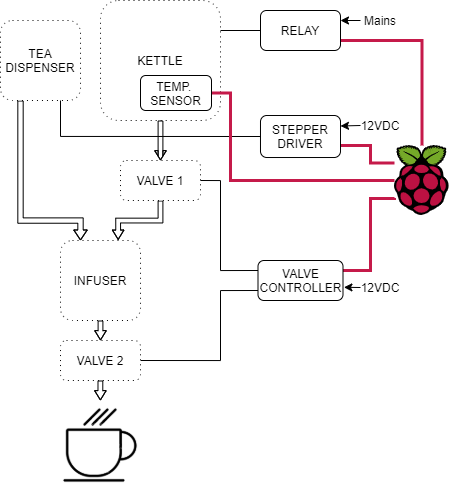 RELAY
Mains
TEA
DISPENSER
KETTLE
TEMP.
SENSOR
STEPPER
DRIVER
12VDC
VALVE 1
INFUSER
VALVE
CONTROLLER
12VDC
VALVE 2